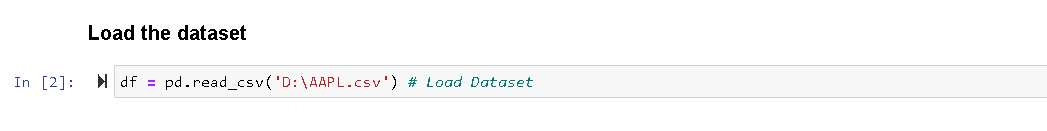 Load the dataset
In [2]: df = pd.read_csv('D:\AAPL.csv') # Load Dataset